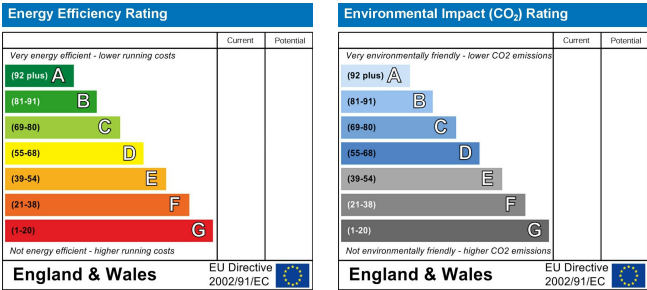 Energy Efficiency Rating
Current Potential
Very energy efficient - lower running costs
(92 plus) A
(81-91) B
(69-80) C
(55-68) D
(39-54) E
(21-38) F
(1-20) G
Not energy efficient - higher running costs
England & Wales
EU Directive
2002/91/EC
Environmental Impact (CO₂) Rating
Current Potential
Very environmentally friendly - lower CO2 emissions
(92 plus) A
(81-91) B
(69-80) C
(55-68) D
(39-54) E
(21-38) F
(1-20) G
Not environmentally friendly - higher CO2 emissions
England & Wales
EU Directive
2002/91/EC